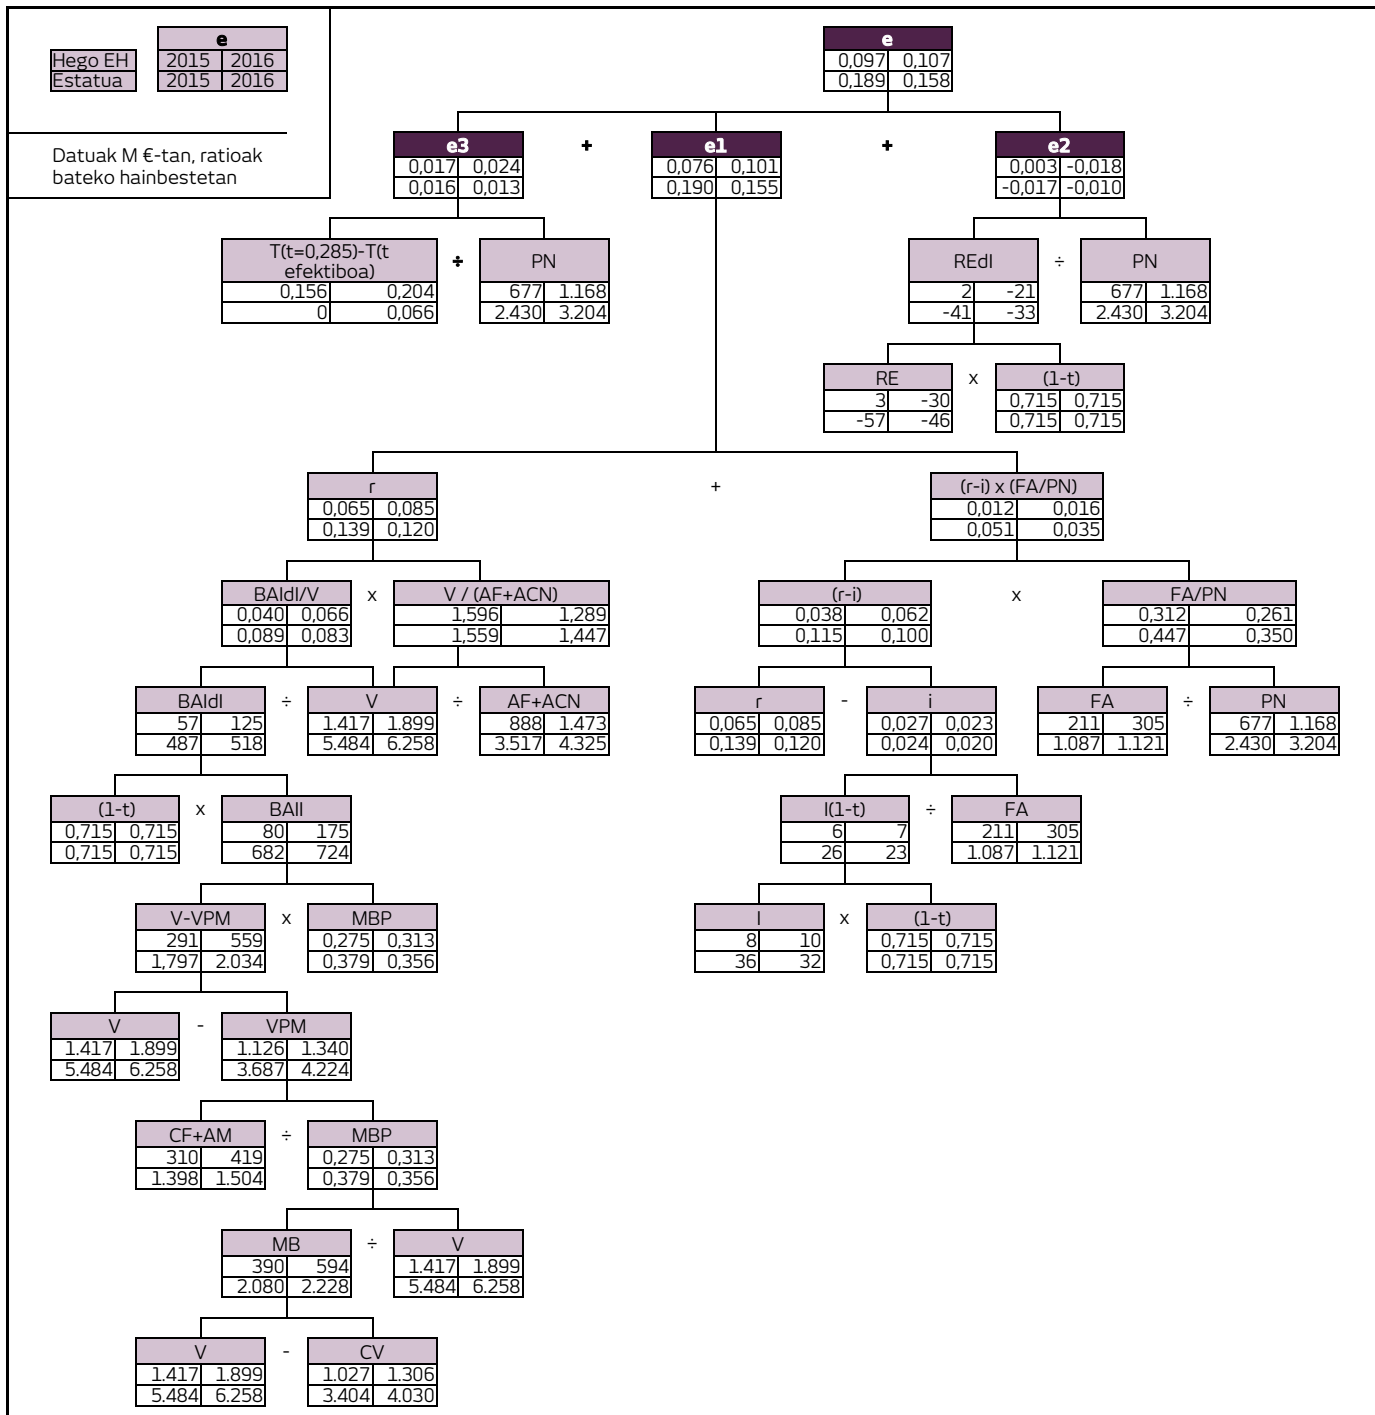 e
Hego EH 2015 2016
Estatua 2015 2016
Datuak M €-tan, ratioak
bateko hainbestetan
e
0,097 0,107
0,189 0,158
e3 + e1 + e2
0,017 0,024 0,076 0,101 0,003 -0,018
0,016 0,013 0,190 0,155 -0,017 -0,010
T(t=0,285)-T(t
efektiboa) ÷ PN REdI ÷ PN
0,156 0,204 677 1.168 2 -21 677 1.168
0 0,066 2.430 3.204 -41 -33 2.430 3.204
RE x (1-t)
3 -30 0,715 0,715
-57 -46 0,715 0,715
r + (r-i) x (FA/PN)
0,065 0,085 0,012 0,016
0,139 0,120 0,051 0,035
BAIdI/V x V / (AF+ACN) (r-i) x FA/PN
0,040 0,066 1,596 1,289 0,038 0,062 0,312 0,261
0,089 0,083 1,559 1,447 0,115 0,100 0,447 0,350
BAIdI ÷ V ÷ AF+ACN r - i FA ÷ PN
57 125 1.417 1.899 888 1.473 0,065 0,085 0,027 0,023 211 305 677 1.168
487 518 5.484 6.258 3.517 4.325 0,139 0,120 0,024 0,020 1.087 1.121 2.430 3.204
(1-t) x BAII I(1-t) ÷ FA
0,715 0,715 80 175 6 7 211 305
0,715 0,715 682 724 26 23 1.087 1.121
V-VPM x MBP I x (1-t)
291 559 0,275 0,313 8 10 0,715 0,715
1,797 2.034 0,379 0,356 36 32 0,715 0,715
V - VPM
1.417 1.899 1.126 1.340
5.484 6.258 3.687 4.224
CF+AM ÷ MBP
310 419 0,275 0,313
1.398 1.504 0,379 0,356
MB ÷ V
390 594 1.417 1.899
2.080 2.228 5.484 6.258
V - CV
1.417 1.899 1.027 1.306
5.484 6.258 3.404 4.030